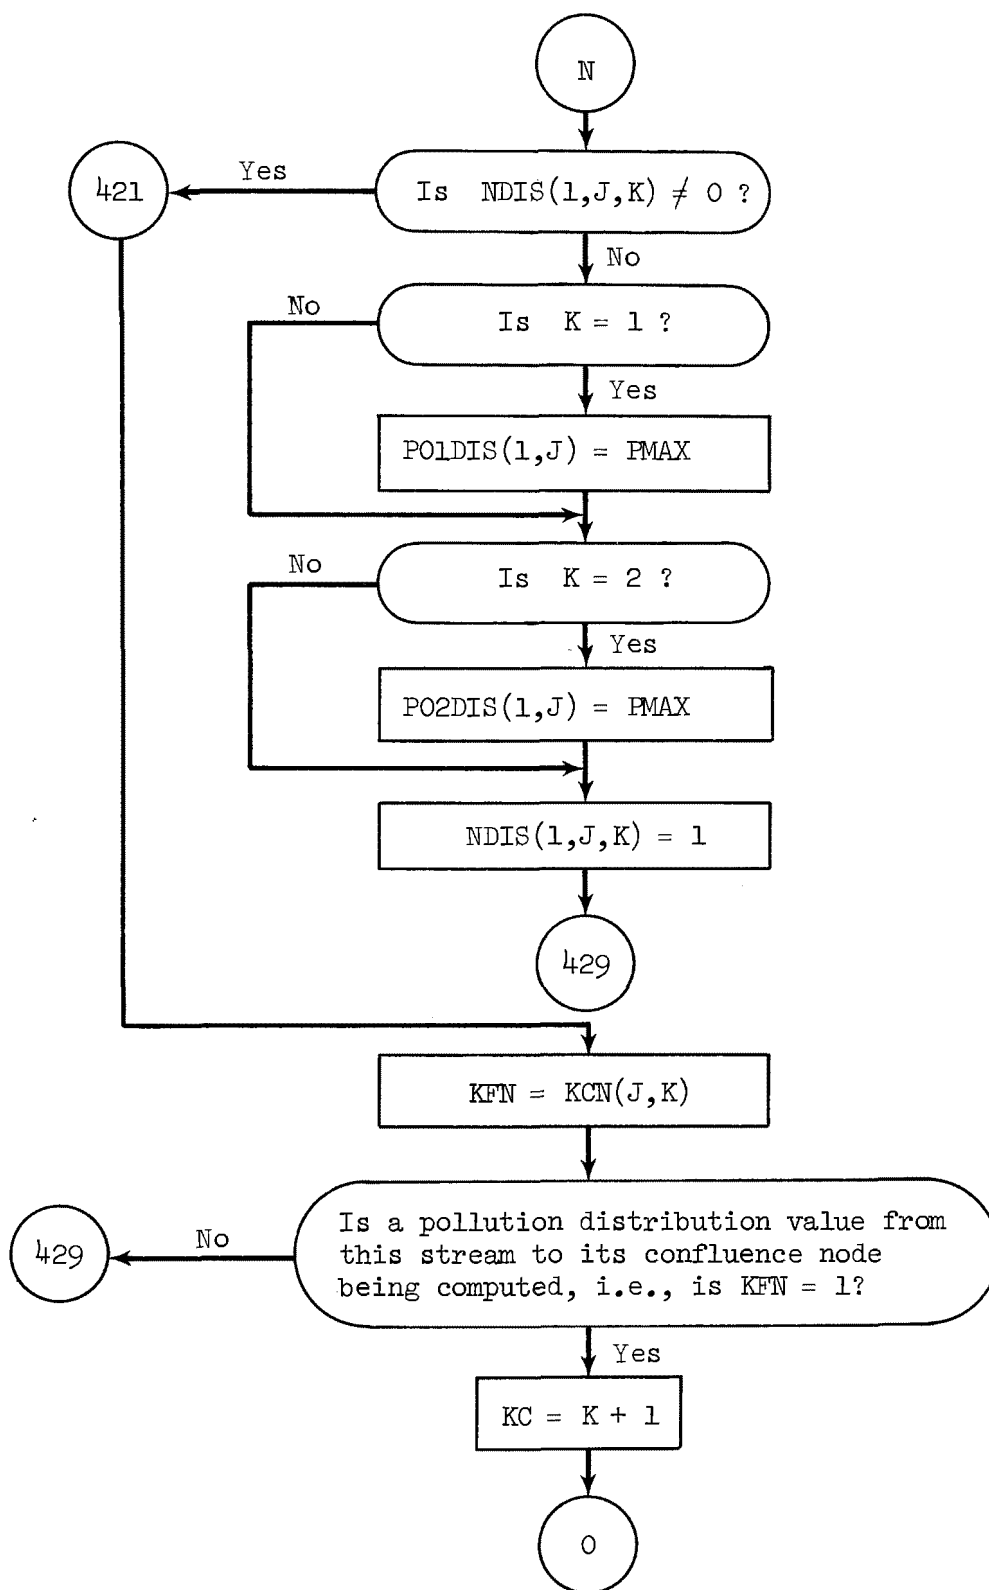 N
Yes
421
Is NDIS(1,J,K) ≠ 0 ?
No
No
Is K = 1 ?
Yes
PO1DIS(1,J) = PMAX
No
Is K = 2 ?
Yes
PO2DIS(1,J) = PMAX
NDIS(1,J,K) = 1
429
KFN = KCN(J,K)
Is a pollution distribution value from
this stream to its confluence node
being computed, i.e., is KFN = 1?
No
429
Yes
KC = K + 1
O